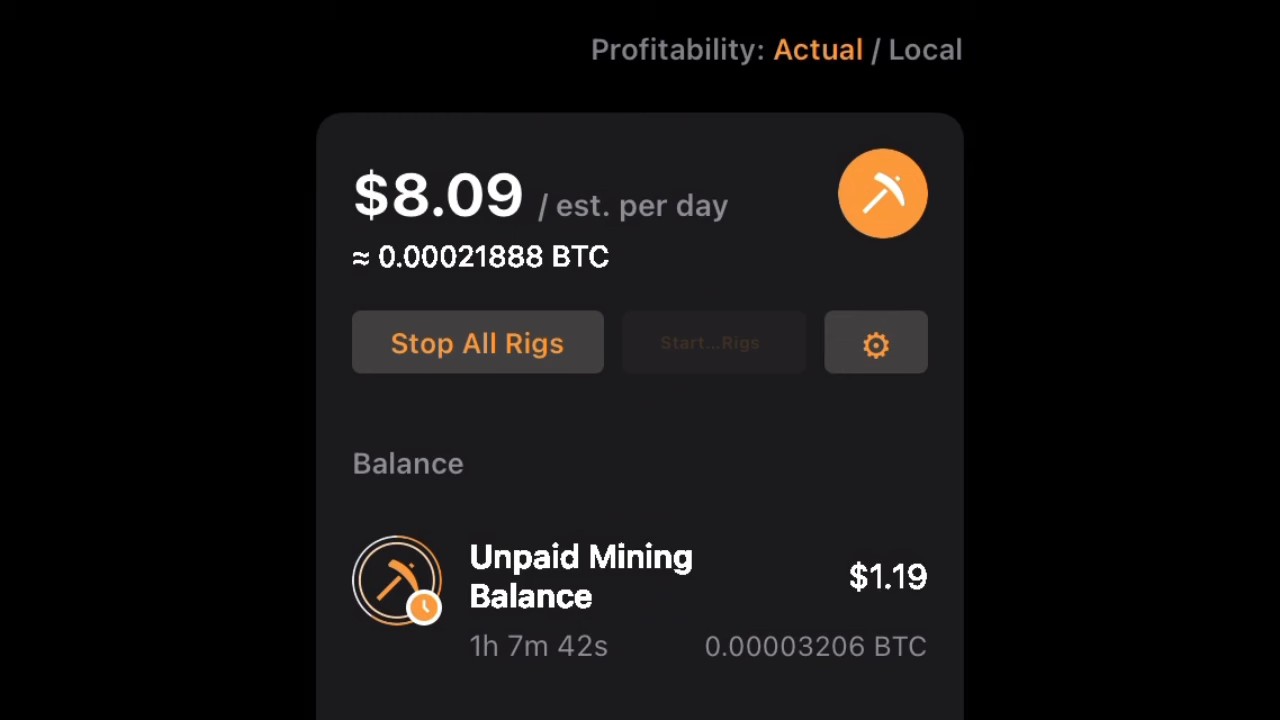 Profitability: Actual / Local
$8.09 / est. per day
≈ 0.00021888 BTC
Stop All Rigs Start...Rigs
Balance
Unpaid Mining
Balance
$1.19
1h 7m 42s 0.00003206 BTC